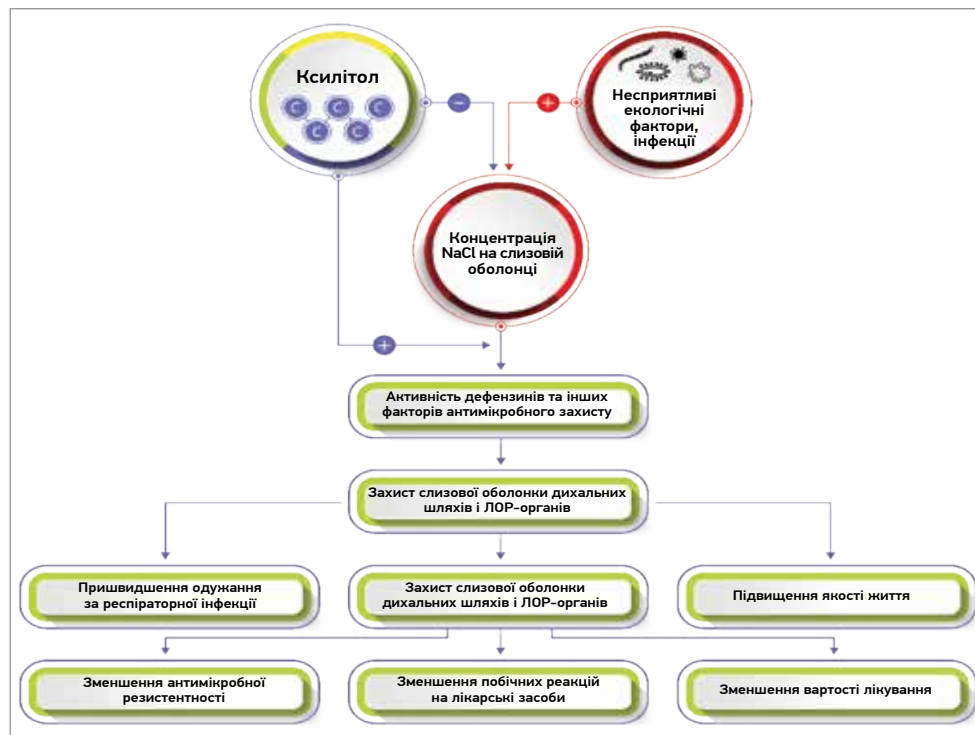 Ксилітол
C C C
C C
−
+
Несприятливі
екологічні
фактори,
інфекції
Концентрація
NaCl на слизовій
оболонці
+
Активність дефензинів та інших
факторів антимікробного захисту
Захист слизової оболонки дихальних
шляхів і ЛОР-органів
Пришвидшення одужання
за респіраторної інфекції
Захист слизової оболонки
дихальних шляхів і ЛОР-органів
Підвищення якості життя
Зменшення антимікробної
резистентності
Зменшення побічних реакцій
на лікарські засоби
Зменшення вартості лікування